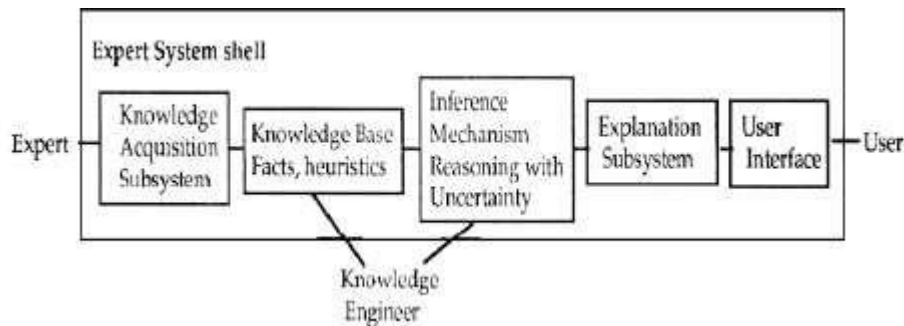 Expert System shell
Expert
Knowledge
Acquisition
Subsystem
Knowledge Base
Facts, heuristics
Inference
Mechanism
Reasoning with
Uncertainty
Explanation
Subsystem
User
Interface
User
Knowledge
Engineer